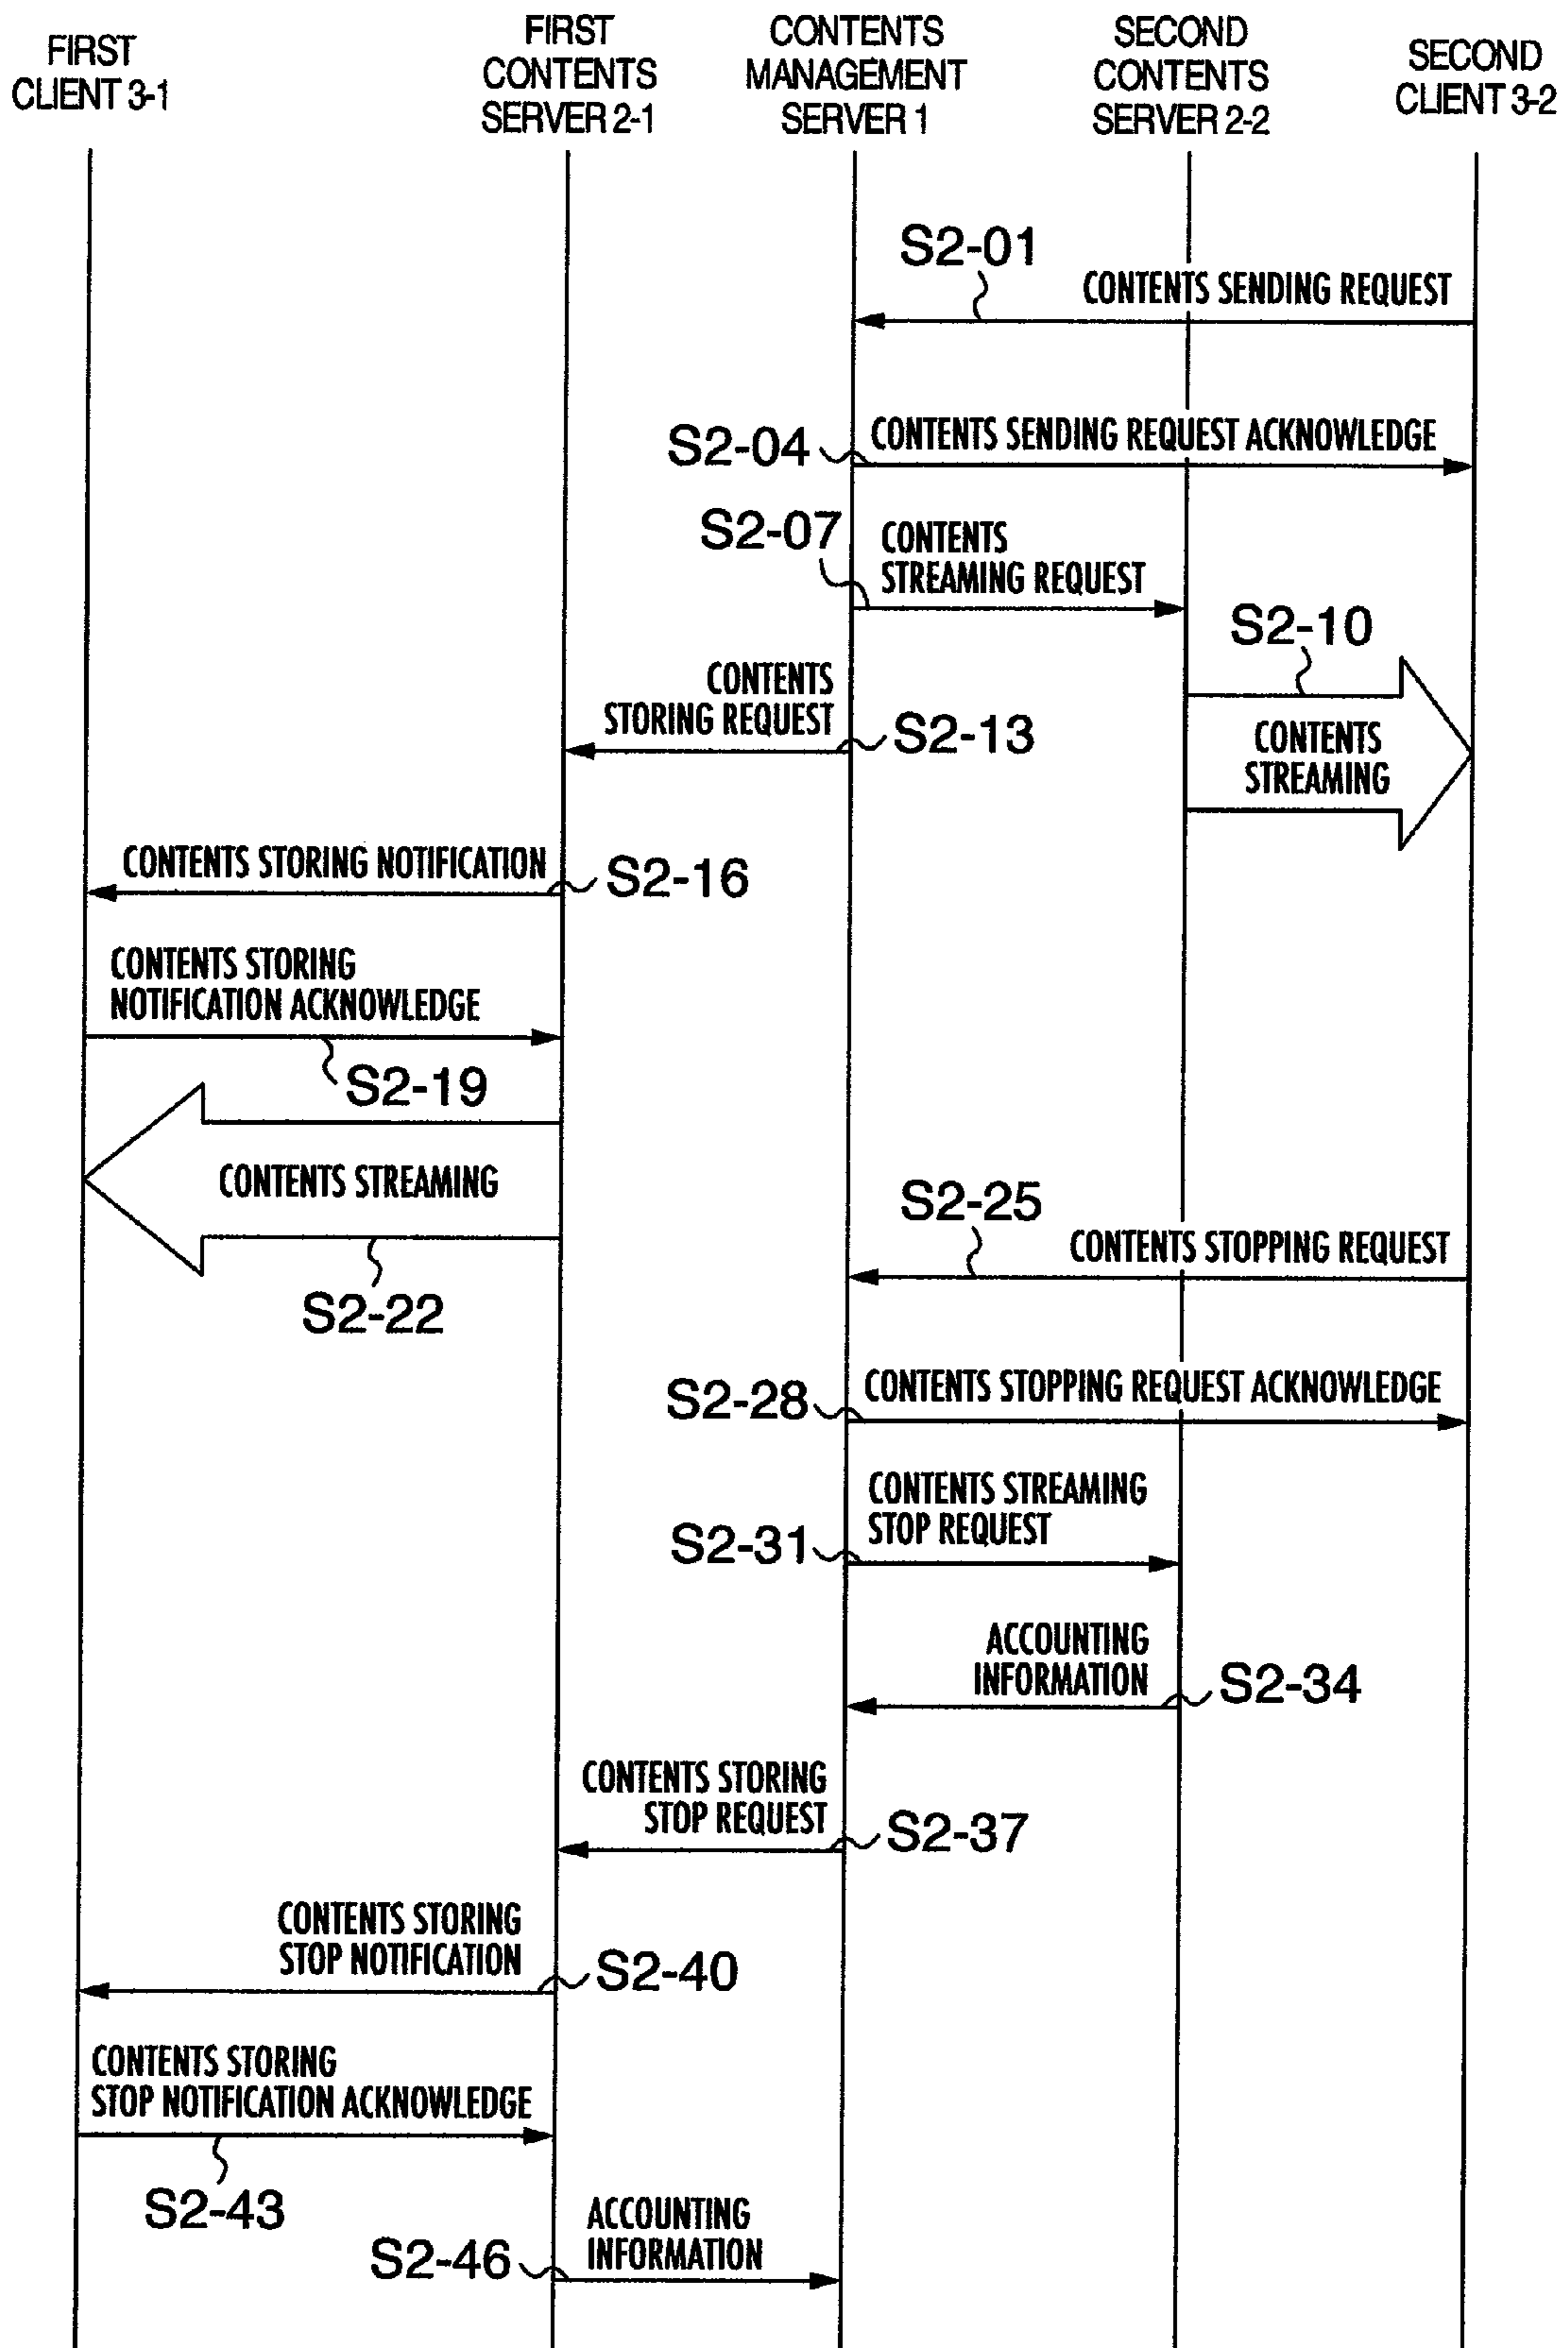 FIRST
CLIENT 3-1
FIRST
CONTENTS
SERVER 2-1
CONTENTS
MANAGEMENT
SERVER 1
SECOND
CONTENTS
SERVER 2-2
SECOND
CLIENT 3-2
S2-01
CONTENTS SENDING REQUEST
S2-04
CONTENTS SENDING REQUEST ACKNOWLEDGE
S2-07
CONTENTS
STREAMING REQUEST
S2-10
CONTENTS
STREAMING
CONTENTS
STORING REQUEST
S2-13
CONTENTS STORING NOTIFICATION
S2-16
CONTENTS STORING
NOTIFICATION ACKNOWLEDGE
S2-19
CONTENTS STREAMING
S2-22
S2-25
CONTENTS STOPPING REQUEST
S2-28
CONTENTS STOPPING REQUEST ACKNOWLEDGE
CONTENTS STREAMING
STOP REQUEST
S2-31
ACCOUNTING
INFORMATION
S2-34
CONTENTS STORING
STOP REQUEST
S2-37
CONTENTS STORING
STOP NOTIFICATION
S2-40
CONTENTS STORING
STOP NOTIFICATION ACKNOWLEDGE
S2-43
ACCOUNTING
INFORMATION
S2-46